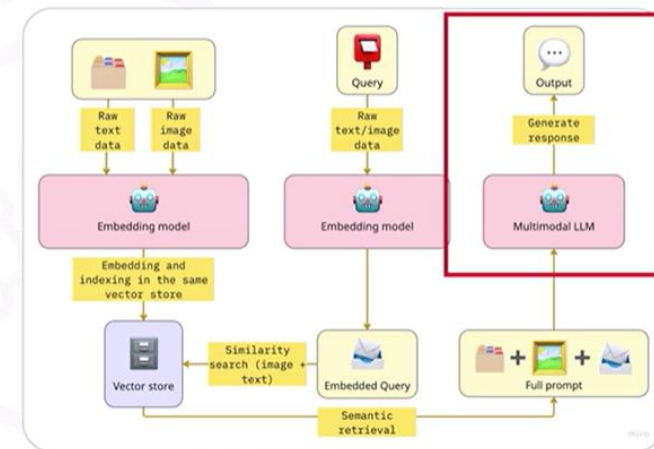 Query
Output
Raw
text
data
Raw
image
data
Raw
text/image
data
Generate
response
Embedding model
Embedding model
Multimodal LLM
Embedding and
indexing in the same
vector store
Similarity
search (image +
text)
Vector store
Embedded Query
Full prompt
Semantic
retrieval
miro